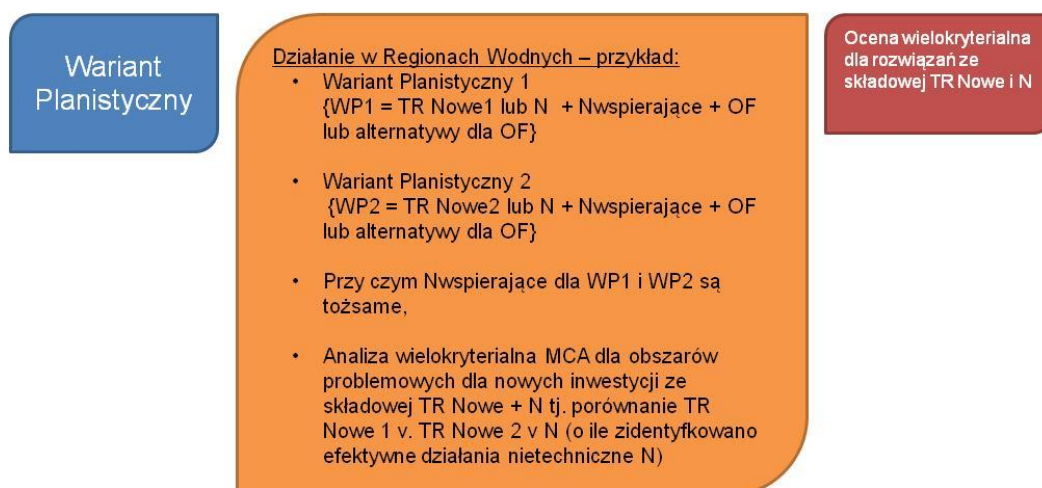 Wariant
Planistyczny
Działanie w Regionach Wodnych – przykład:
• Wariant Planistyczny 1
{WP1 = TR Nowe1 lub N + Nwspierające + OF
lub alternatywy dla OF}
• Wariant Planistyczny 2
{WP2 = TR Nowe2 lub N + Nwspierające + OF
lub alternatywy dla OF}
• Przy czym Nwspierające dla WP1 i WP2 są
tożsame,
• Analiza wielokryterialna MCA dla obszarów
problemowych dla nowych inwestycji ze
składowej TR Nowe + N tj. porównanie TR
Nowe 1 v. TR Nowe 2 v N (o ile zidentyfkowano
efektywne działania nietechniczne N)
Ocena wielokryterialna
dla rozwiązań ze
składowej TR Nowe i N